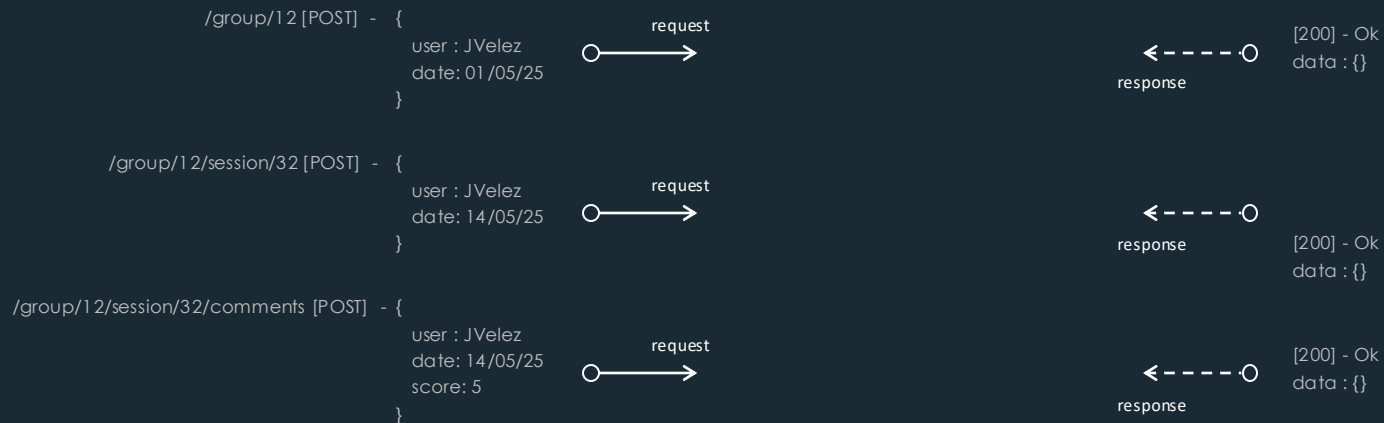 /group/12 [POST] - {
user : JVelez
date: 01/05/25
}
request
response
[200] - Ok
data : {}
/group/12/session/32 [POST] - {
user : JVelez
date: 14/05/25
}
request
response
[200] - Ok
data : {}
/group/12/session/32/comments [POST] - {
user : JVelez
date: 14/05/25
score: 5
}
request
response
[200] - Ok
data : {}